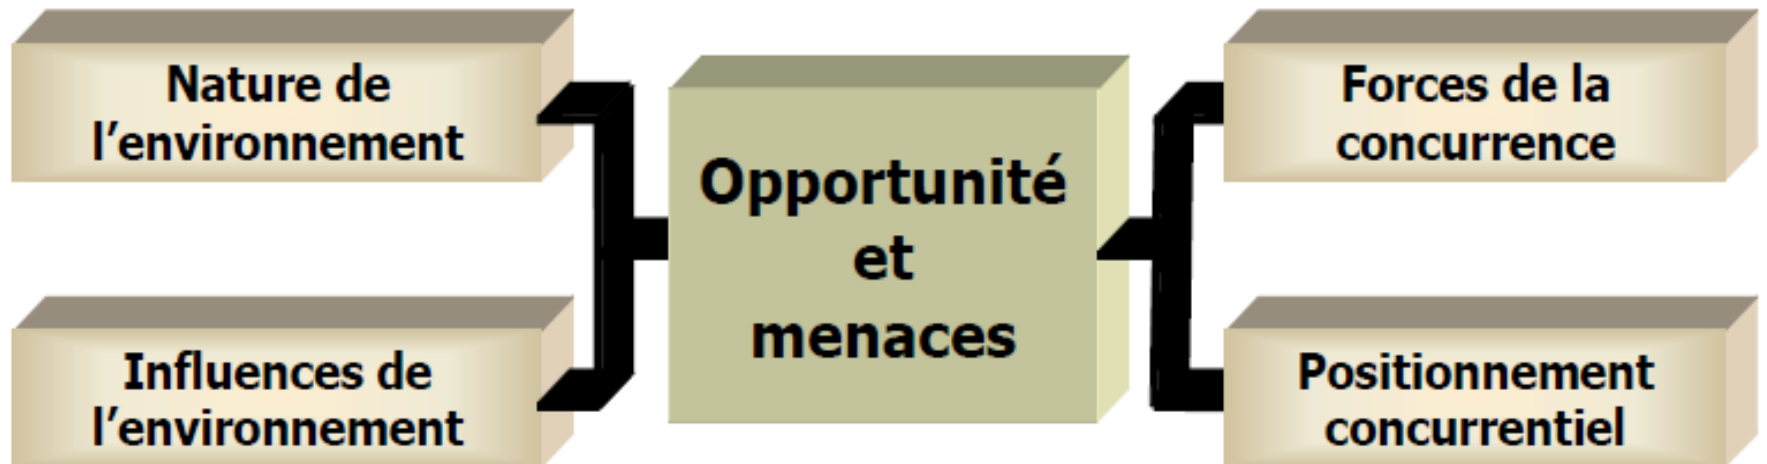 Nature de
l’environnement
Influences de
l’environnement
Opportunité
et
menaces
Forces de la
concurrence
Positionnement
concurrentiel